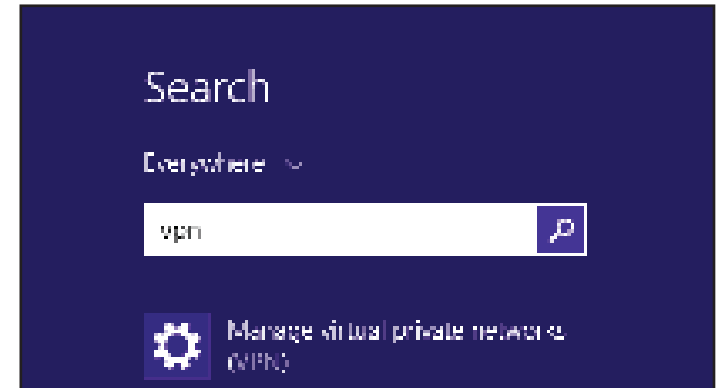 Search
Everywhere
vpn
Manage virtual private networks
(VPN)